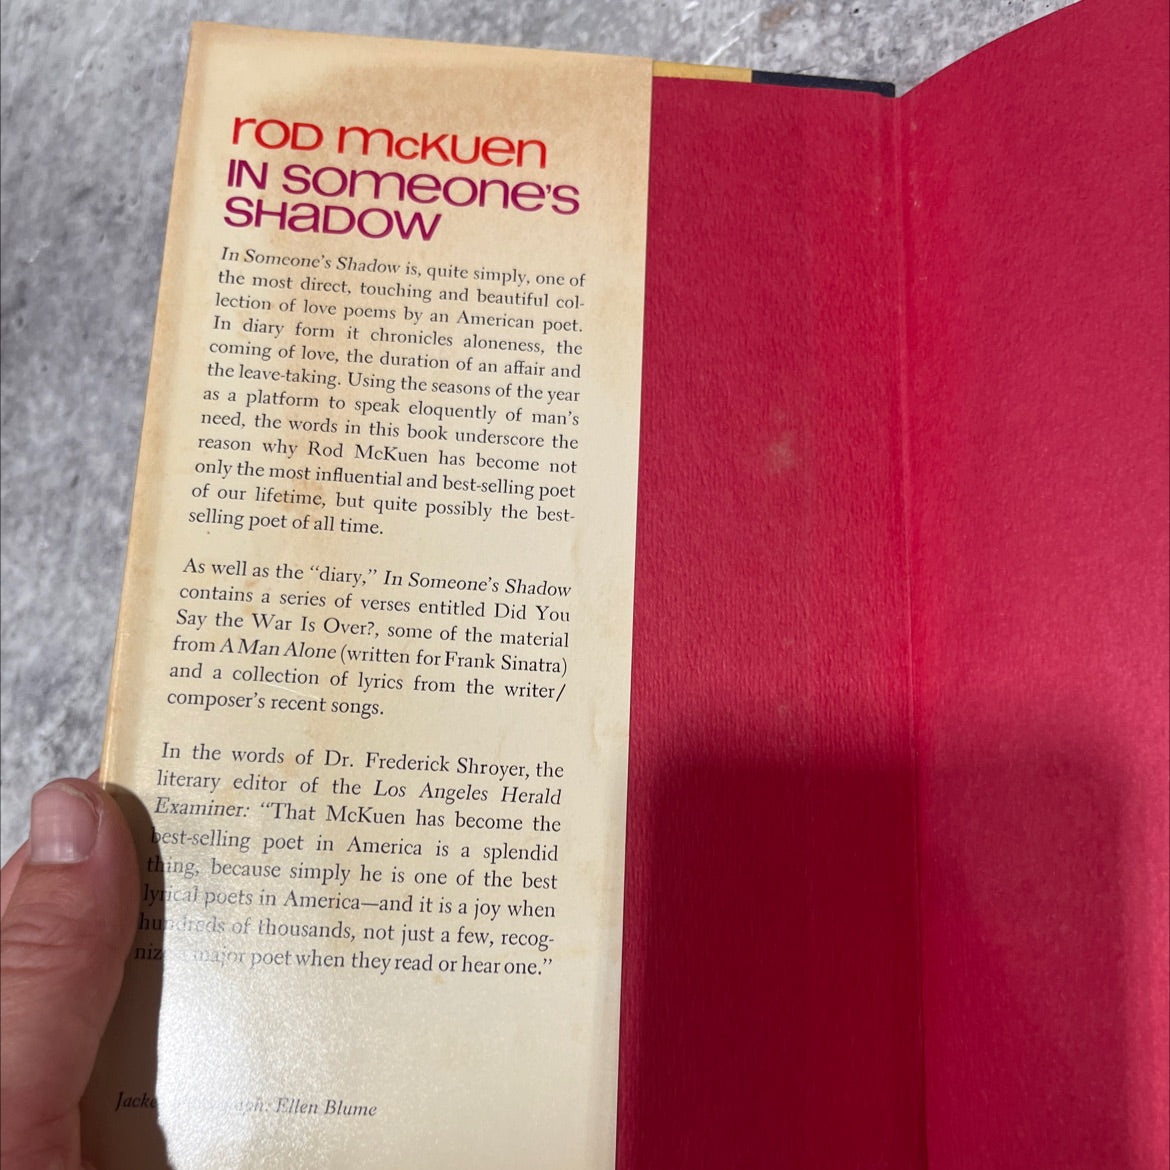 rod mckuen
in someone's
shadow
In Someone's Shadow is, quite simply, one of
the most direct, touching and beautiful col-
lection of love poems by an American poet.
In diary form it chronicles aloneness, the
coming of love, the duration of an affair and
the leave-taking. Using the seasons of the year
as a platform to speak eloquently of man's
need, the words in this book underscore the
reason why Rod McKuen has become not
only the most influential and best-selling poet
of our lifetime, but quite possibly the best-
selling poet of all time.
As well as the “diary,” In Someone's Shadow
contains a series of verses entitled Did You
Say the War Is Over?, some of the material
from A Man Alone (written for Frank Sinatra)
and a collection of lyrics from the writer/
composer's recent songs.
In the words of Dr. Frederick Shroyer, the
literary editor of the Los Angeles Herald
Examiner: “That McKuen has become the
best-selling poet in America is a splendid
thing, because simply he is one of the best
lyrical poets in America—and it is a joy when
hundreds of thousands, not just a few, recog-
nize a major poet when they read or hear one.”
Ellen Blume